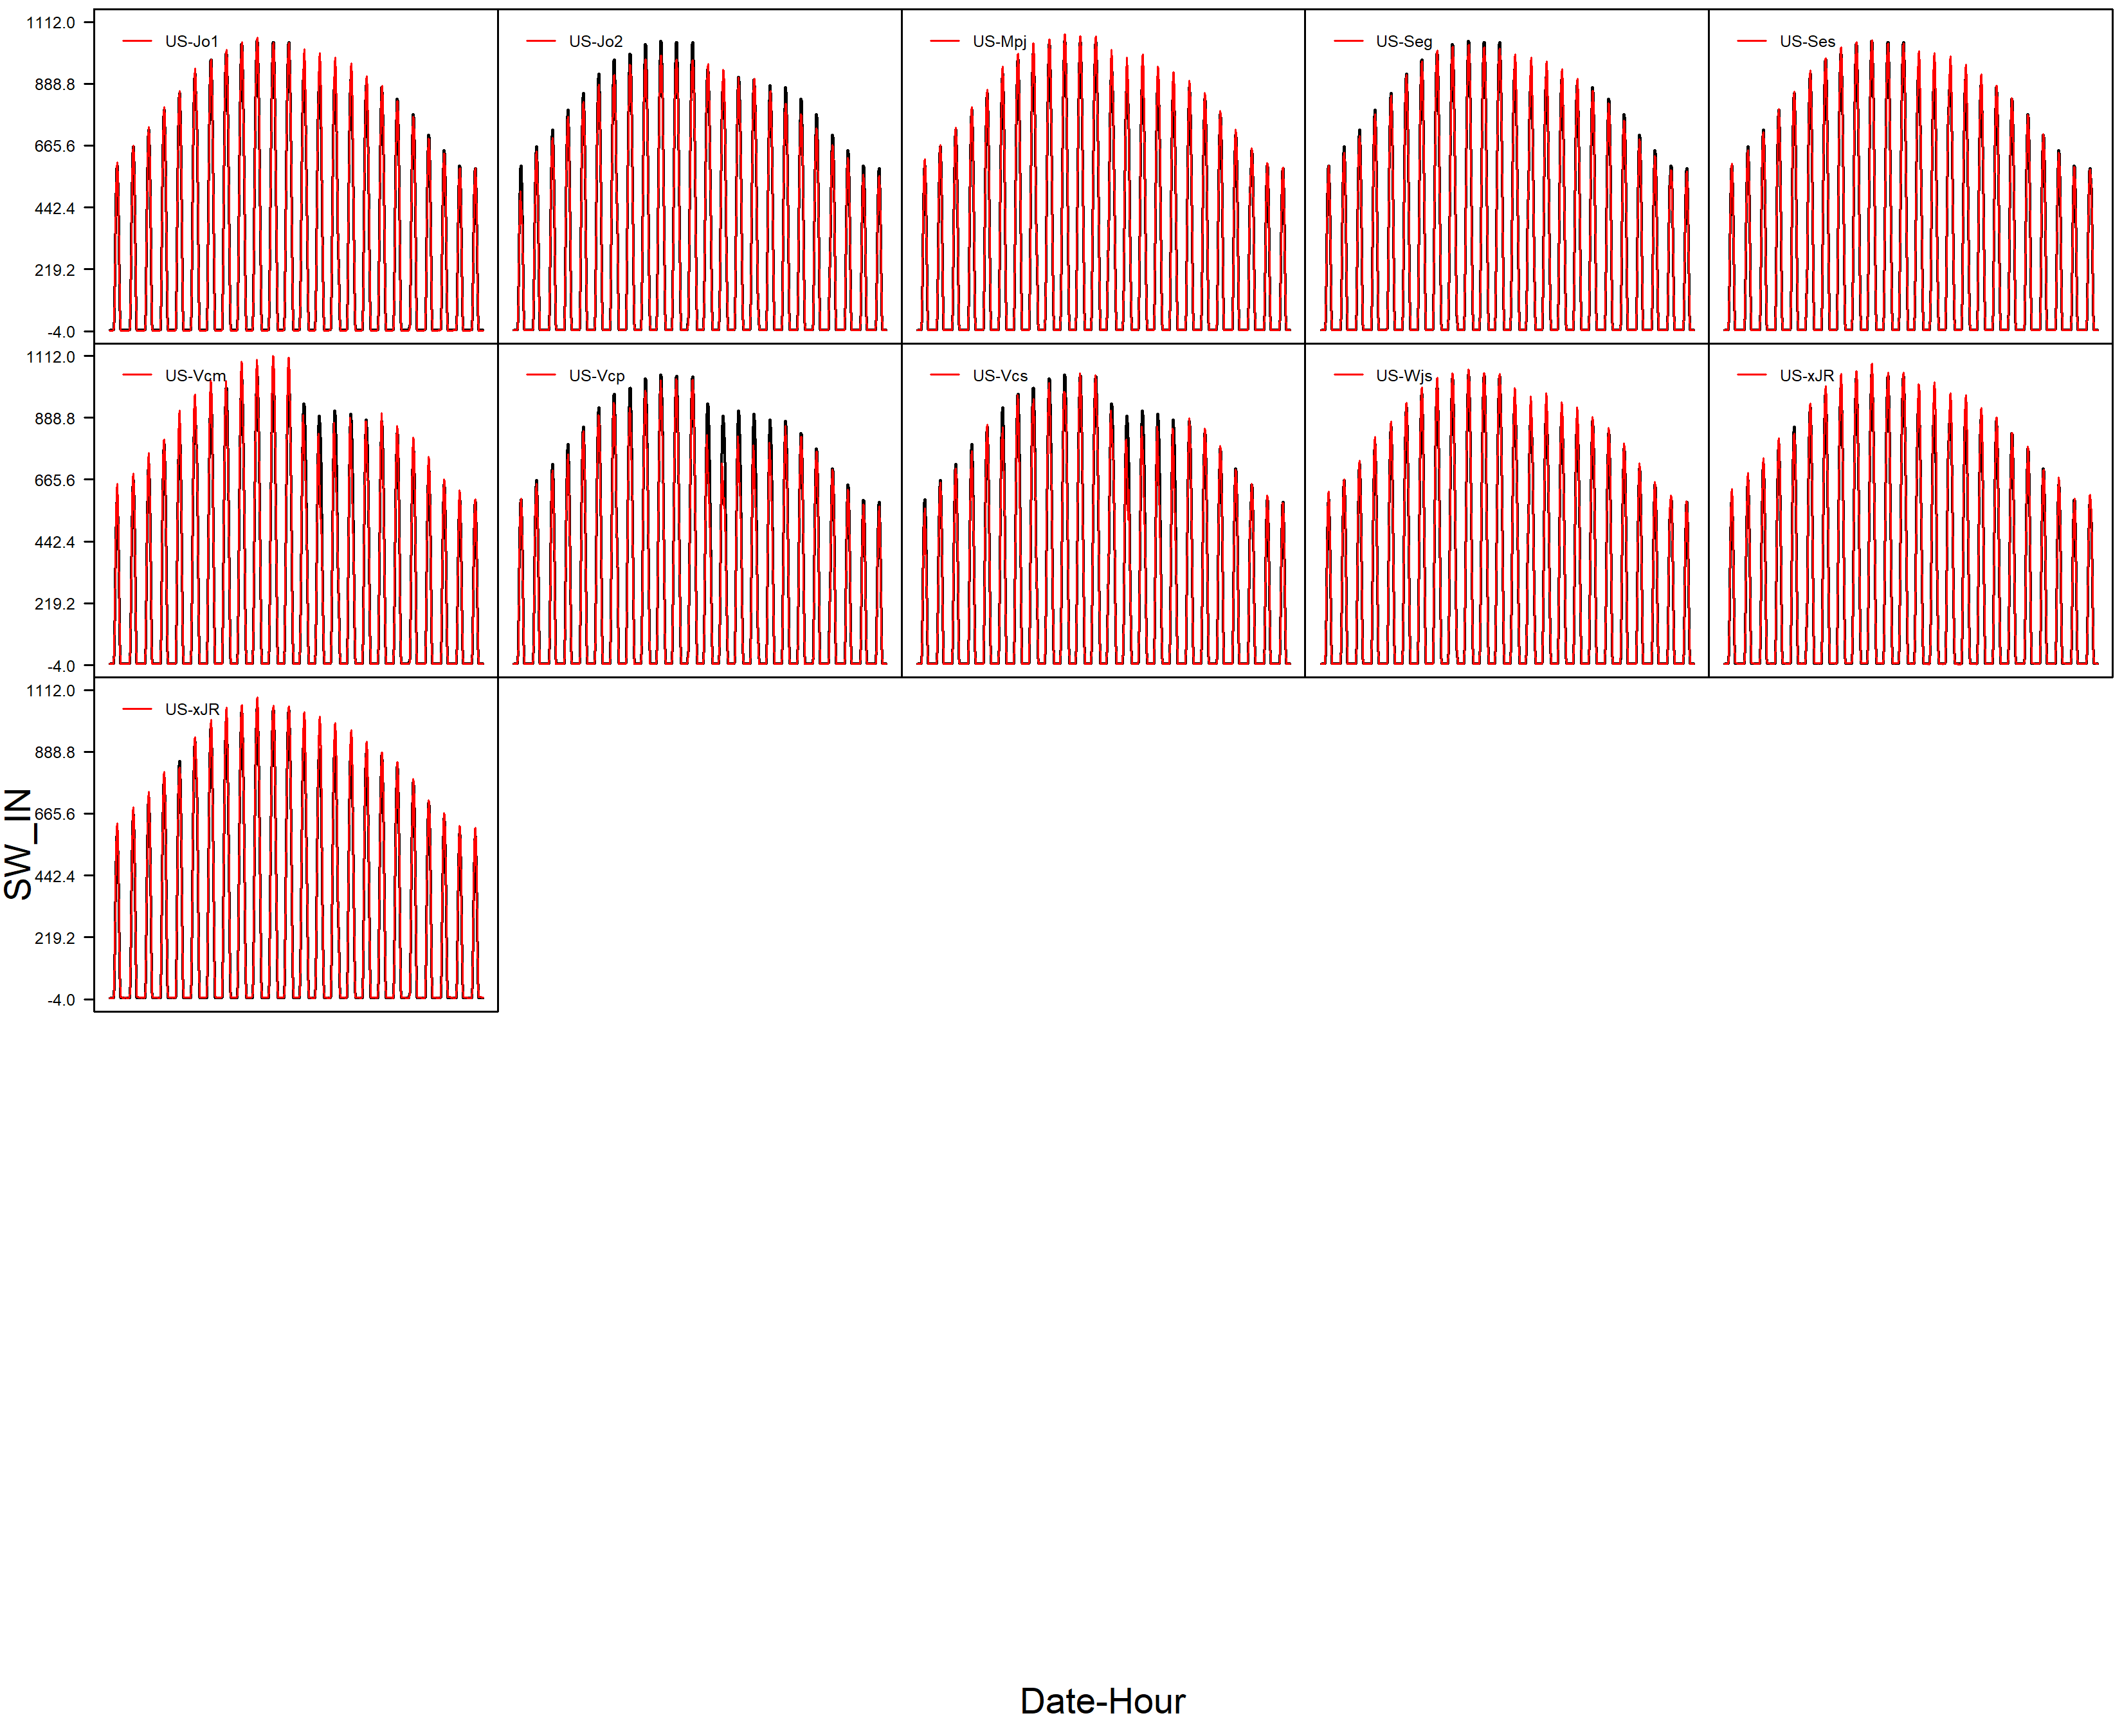 1112.0
888.8
665.6
442.4
219.2
-4.0
US-Jo1
US-Jo2
US-Mpj
US-Seg
US-Ses
1112.0
888.8
665.6
442.4
219.2
-4.0
US-Vcm
US-Vcp
US-Vcs
US-Wjs
US-xJR
1112.0
888.8
665.6
442.4
219.2
-4.0
US-xJR
SW_IN
Date-Hour